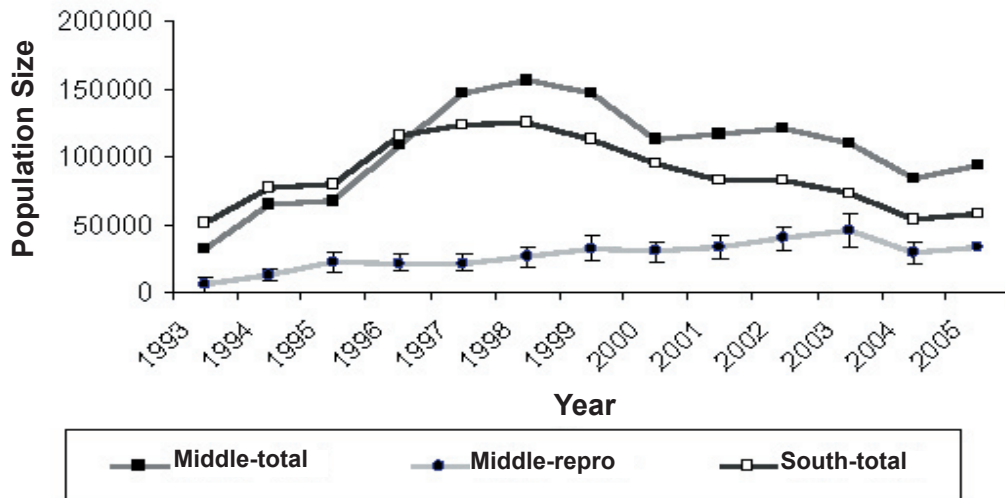 200000
150000
100000
50000
0
Population Size
1993 1994 1995 1996 1997 1998 1999 2000 2001 2002 2003 2004 2005
Year
Middle-total Middle-repro South-total